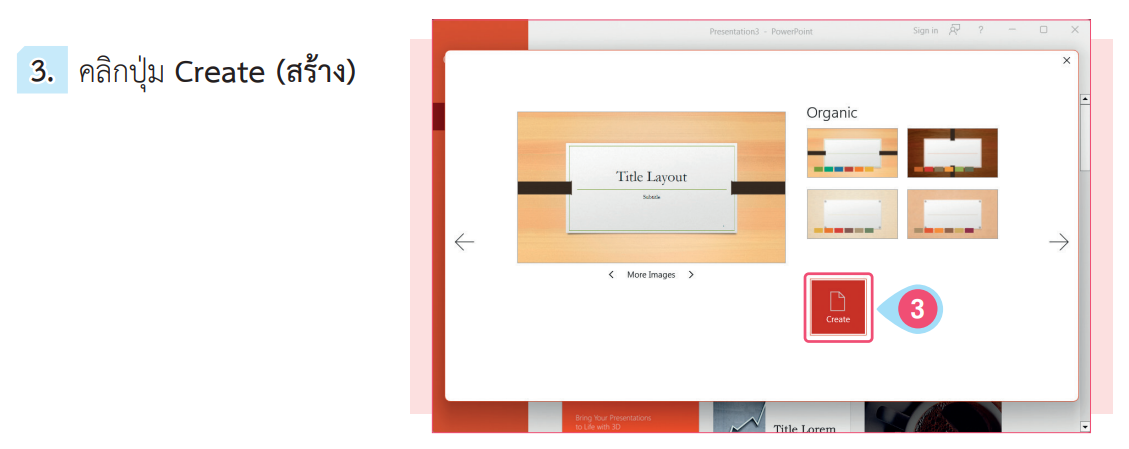 3. คลิกปุ่ม Create (สร้าง)
Presentation3 - PowerPoint
Sign in
?
Organic
Title Layout
Subtitle
More Images
Create
3
Bring Your Presentations
to Life with 3D
Title Lorem